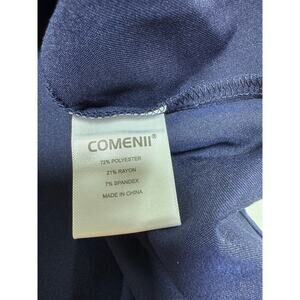 COMENII®
72% POLYESTER
21% RAYON
7% SPANDEX
MADE IN CHINA